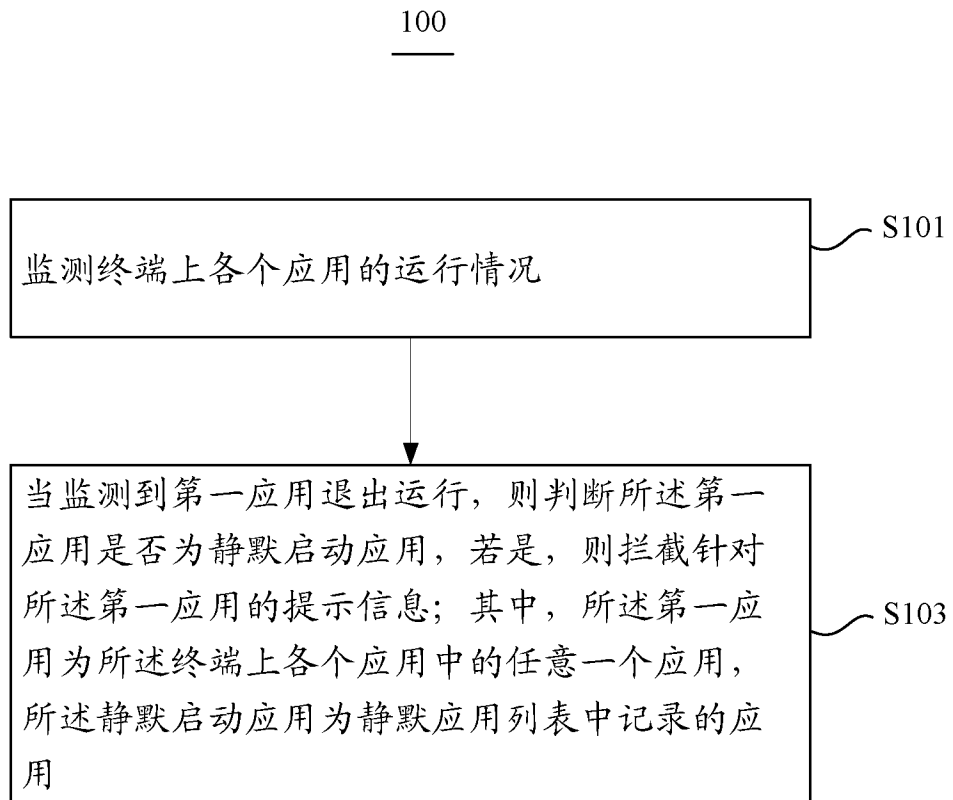 100
监测终端上各个应用的运行情况
S101
当监测到第一应用退出运行，则判断所述第一
应用是否为静默启动应用，若是，则拦截针对
所述第一应用的提示信息；其中，所述第一应
用为所述终端上各个应用中的任意一个应用，
所述静默启动应用为静默应用列表中记录的应
用
S103